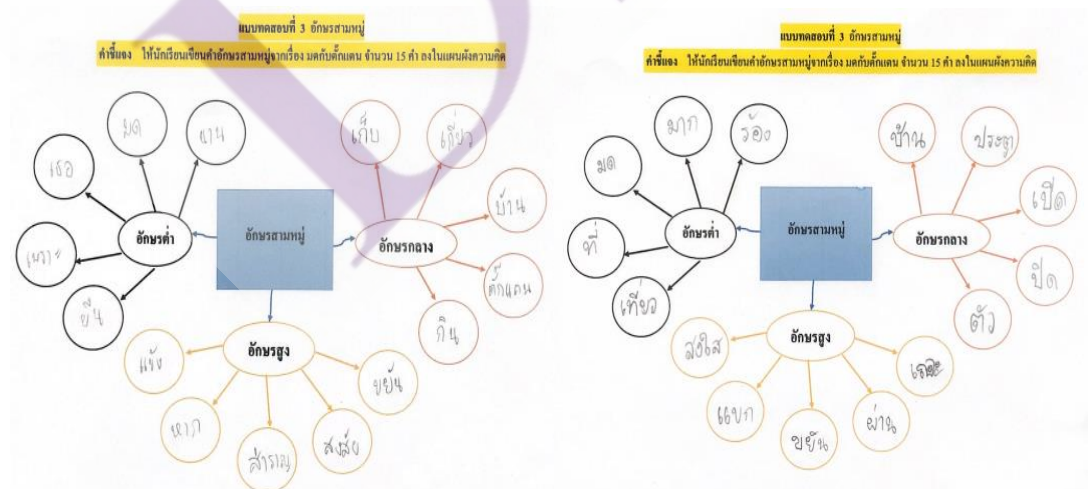 แบบทดสอบที่ 3 อักษรสามหมู่
คำชี้แจง ให้นักเรียนเขียนคำอักษรสามหมู่จากเรื่อง มดกับตั๊กแตน จำนวน 15 คำ ลงในแผนผังความคิด
มด
งาน
เธอ
เพราะ
ยืน
อักษรต่ำ
อักษรสามหมู่
เก็บ
เกี่ยว
บ้าน
ตั๊กแตน
กิน
อักษรกลาง
อักษรสูง
แข็ง
หาก
สำราญ
สงสัย
ขยัน
แบบทดสอบที่ 3 อักษรสามหมู่
คำชี้แจง ให้นักเรียนเขียนคำอักษรสามหมู่จากเรื่อง มดกับตั๊กแตน จำนวน 15 คำ ลงในแผนผังความคิด
มด
มาก
ร้อง
ที่
เที่ยว
อักษรต่ำ
อักษรสามหมู่
บ้าน
ประตู
เปิด
ปิด
ตัว
อักษรกลาง
อักษรสูง
สงใส
แบก
ขยัน
ผ่าน